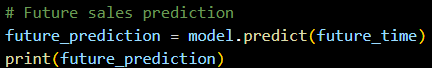 # Future sales prediction
future_prediction = model.predict(future_time)
print(future_prediction)